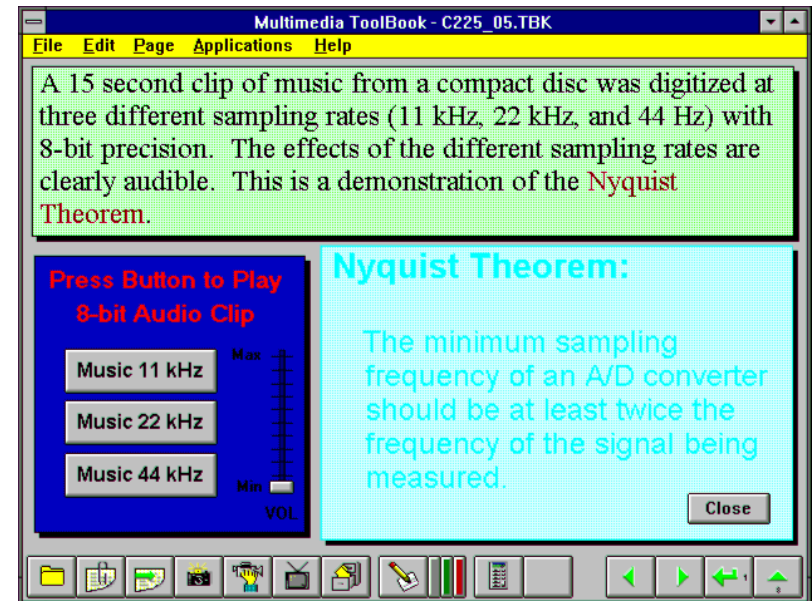 Multimedia ToolBook - C225_05.TBK
File Edit Page Applications Help
A 15 second clip of music from a compact disc was digitized at
three different sampling rates (11 kHz, 22 kHz, and 44 Hz) with
8-bit precision. The effects of the different sampling rates are
clearly audible. This is a demonstration of the Nyquist
Theorem.
Press Button to Play
8-bit Audio Clip
Max
Music 11 kHz
Music 22 kHz
Music 44 kHz
Min
VOL
Nyquist Theorem:
The minimum sampling
frequency of an A/D converter
should be at least twice the
frequency of the signal being
measured.
Close
1